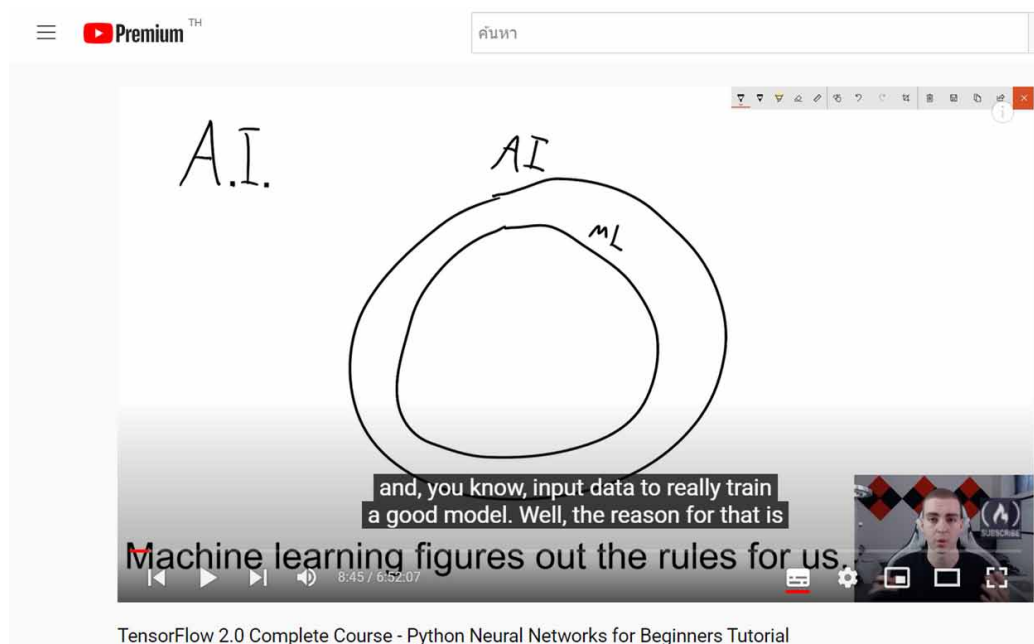 Premium TH
ค้นหา
A.I.
AI
ML
and, you know, input data to really train
a good model. Well, the reason for that is
SUBSCRIBE
Machine learning figures out the rules for us.
8:45 / 6:52:07
TensorFlow 2.0 Complete Course - Python Neural Networks for Beginners Tutorial